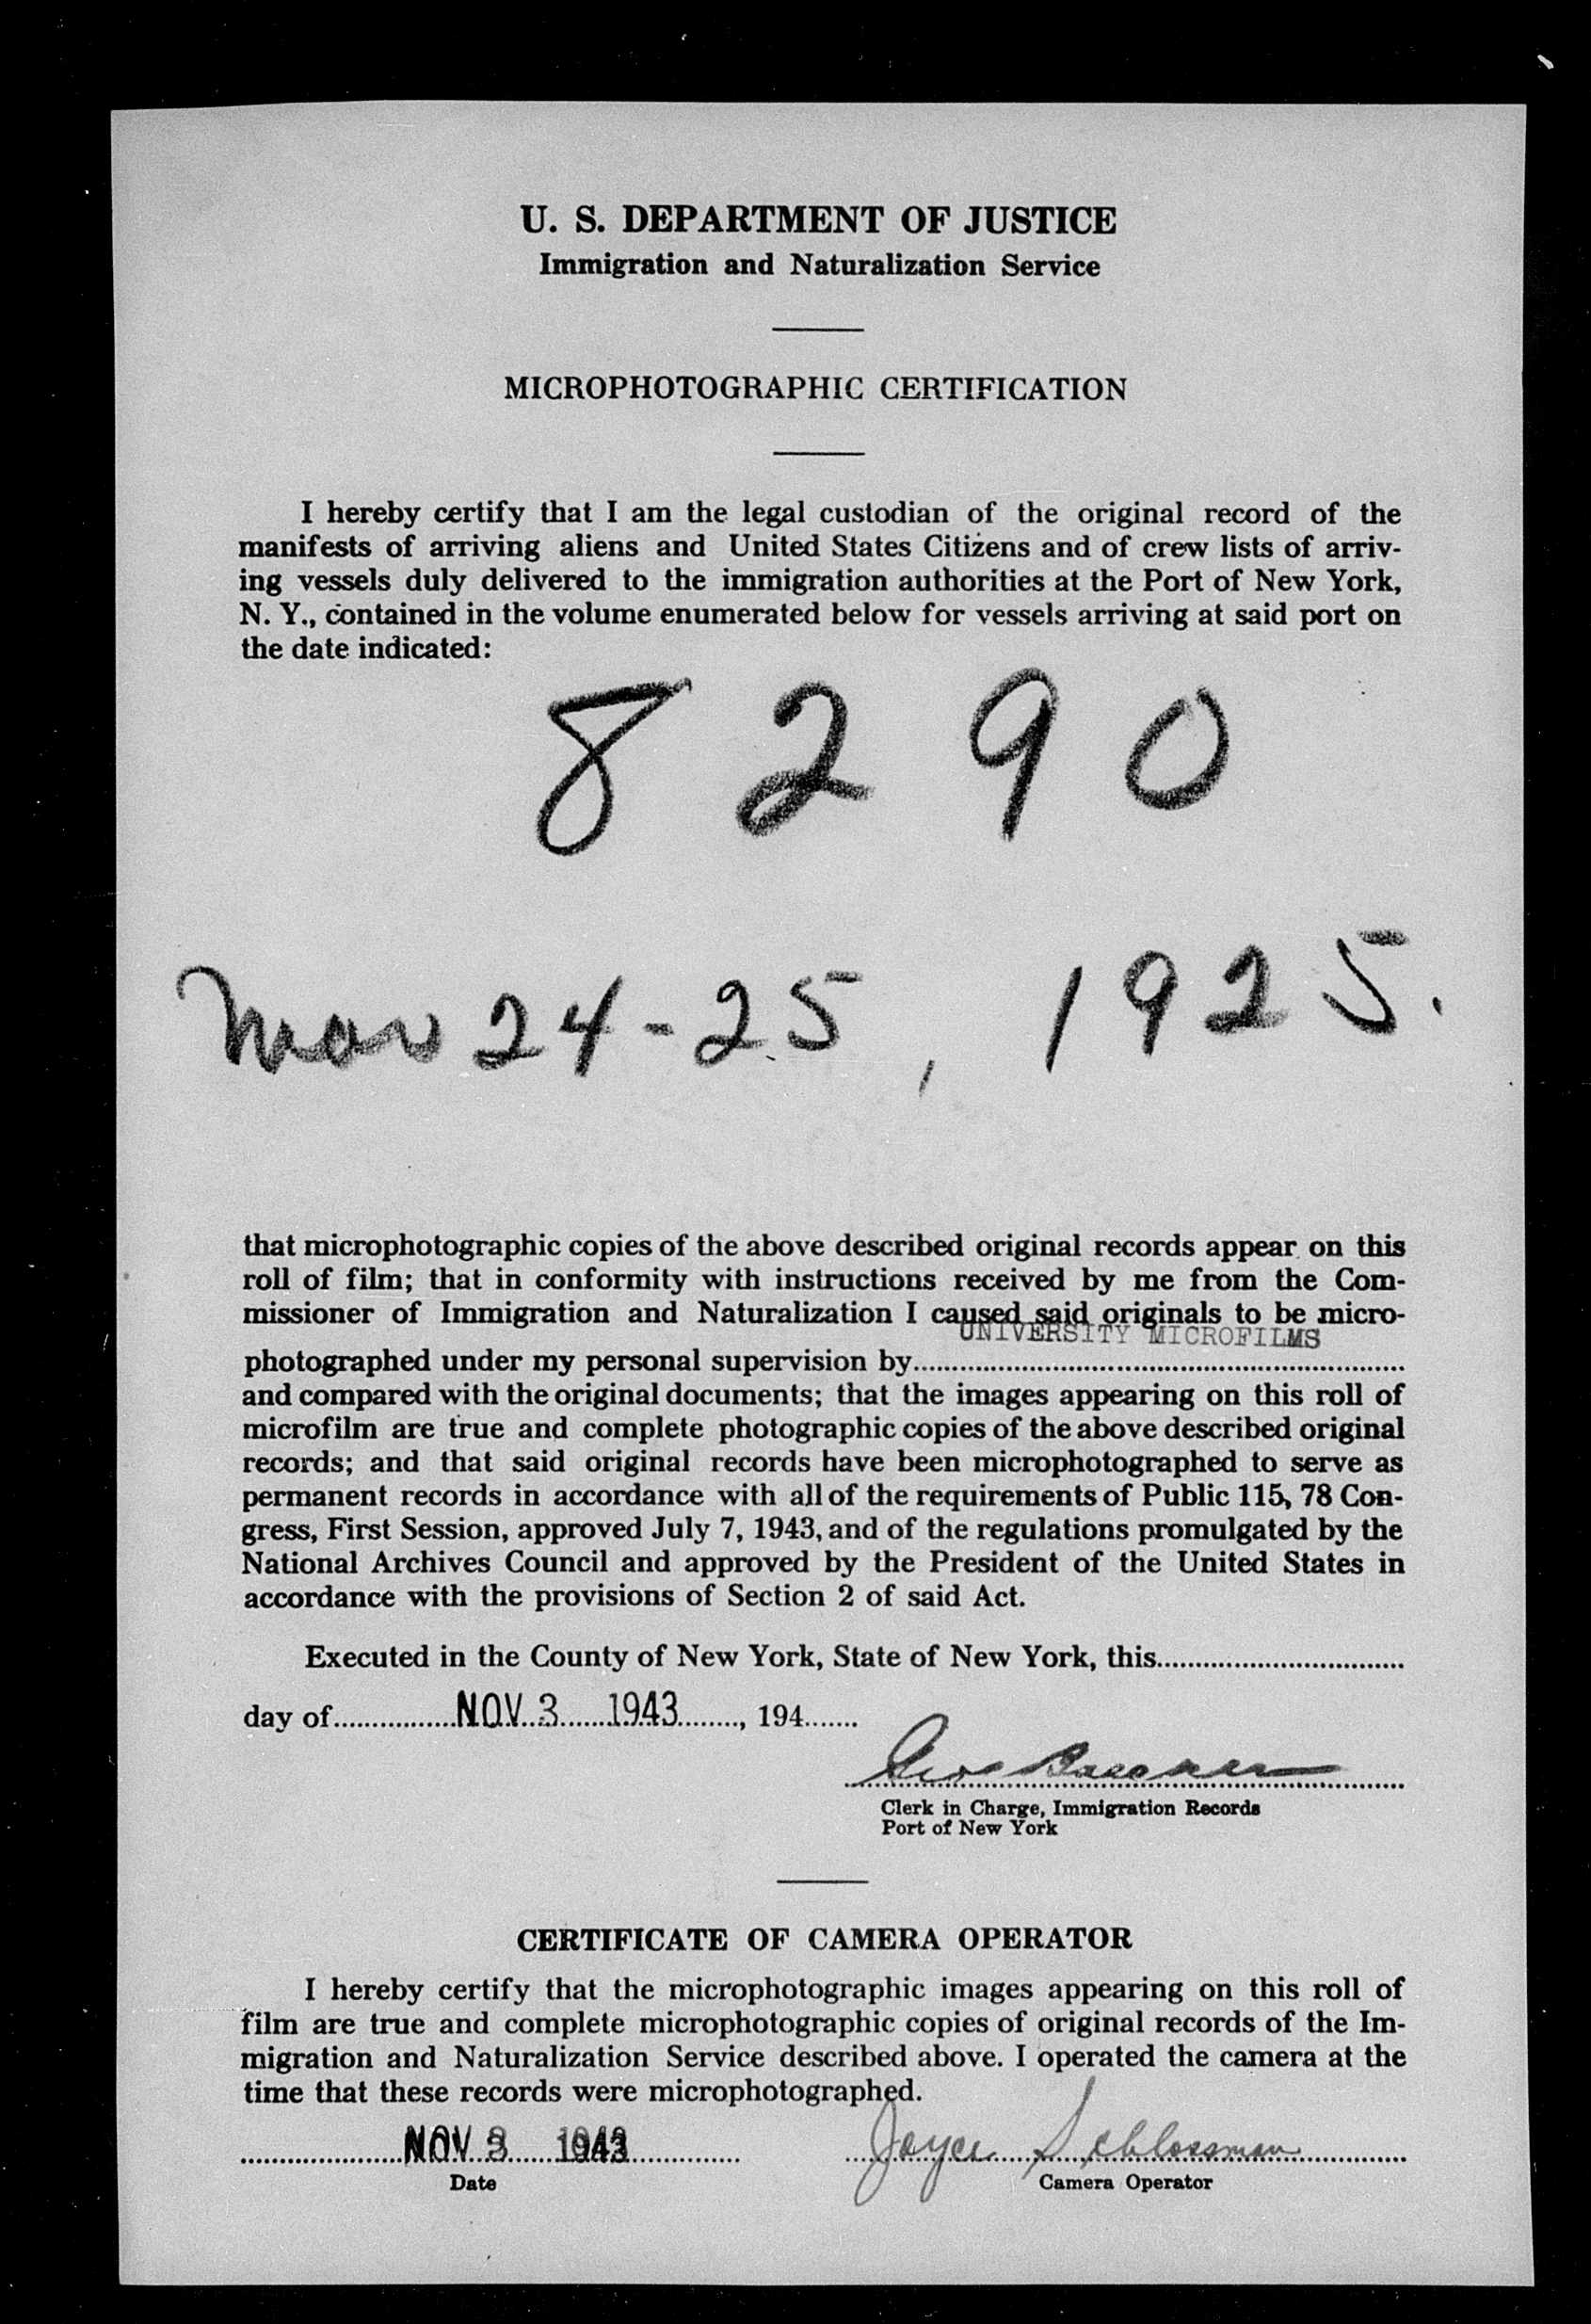 U. S. DEPARTMENT OF JUSTICE
Immigration and Naturalization Service
MICROPHOTOGRAPHIC CERTIFICATION
I hereby certify that I am the legal custodian of the original record of the
manifests of arriving aliens and United States Citizens and of crew lists of arriv-
ing vessels duly delivered to the immigration authorities at the Port of New York,
N. Y., contained in the volume enumerated below for vessels arriving at said port on
the date indicated:
8290
Mar 24-25, 1925.
that microphotographic copies of the above described original records appear on this
roll of film; that in conformity with instructions received by me from the Com-
missioner of Immigration and Naturalization I caused said originals to be micro-
UNIVERSITY MICROFILMS
photographed under my personal supervision by
and compared with the original documents; that the images appearing on this roll of
microfilm are true and complete photographic copies of the above described original
records; and that said original records have been microphotographed to serve as
permanent records in accordance with all of the requirements of Public 115, 78 Con-
gress, First Session, approved July 7, 1943, and of the regulations promulgated by the
National Archives Council and approved by the President of the United States in
accordance with the provisions of Section 2 of said Act.
Executed in the County of New York, State of New York, this
day of NOV 3 1943, 194
Clerk in Charge, Immigration Records
Port of New York
CERTIFICATE OF CAMERA OPERATOR
I hereby certify that the microphotographic images appearing on this roll of
film are true and complete microphotographic copies of original records of the Im-
migration and Naturalization Service described above. I operated the camera at the
time that these records were microphotographed.
NOV 3 1943 Joyce Schlossman
Date Camera Operator